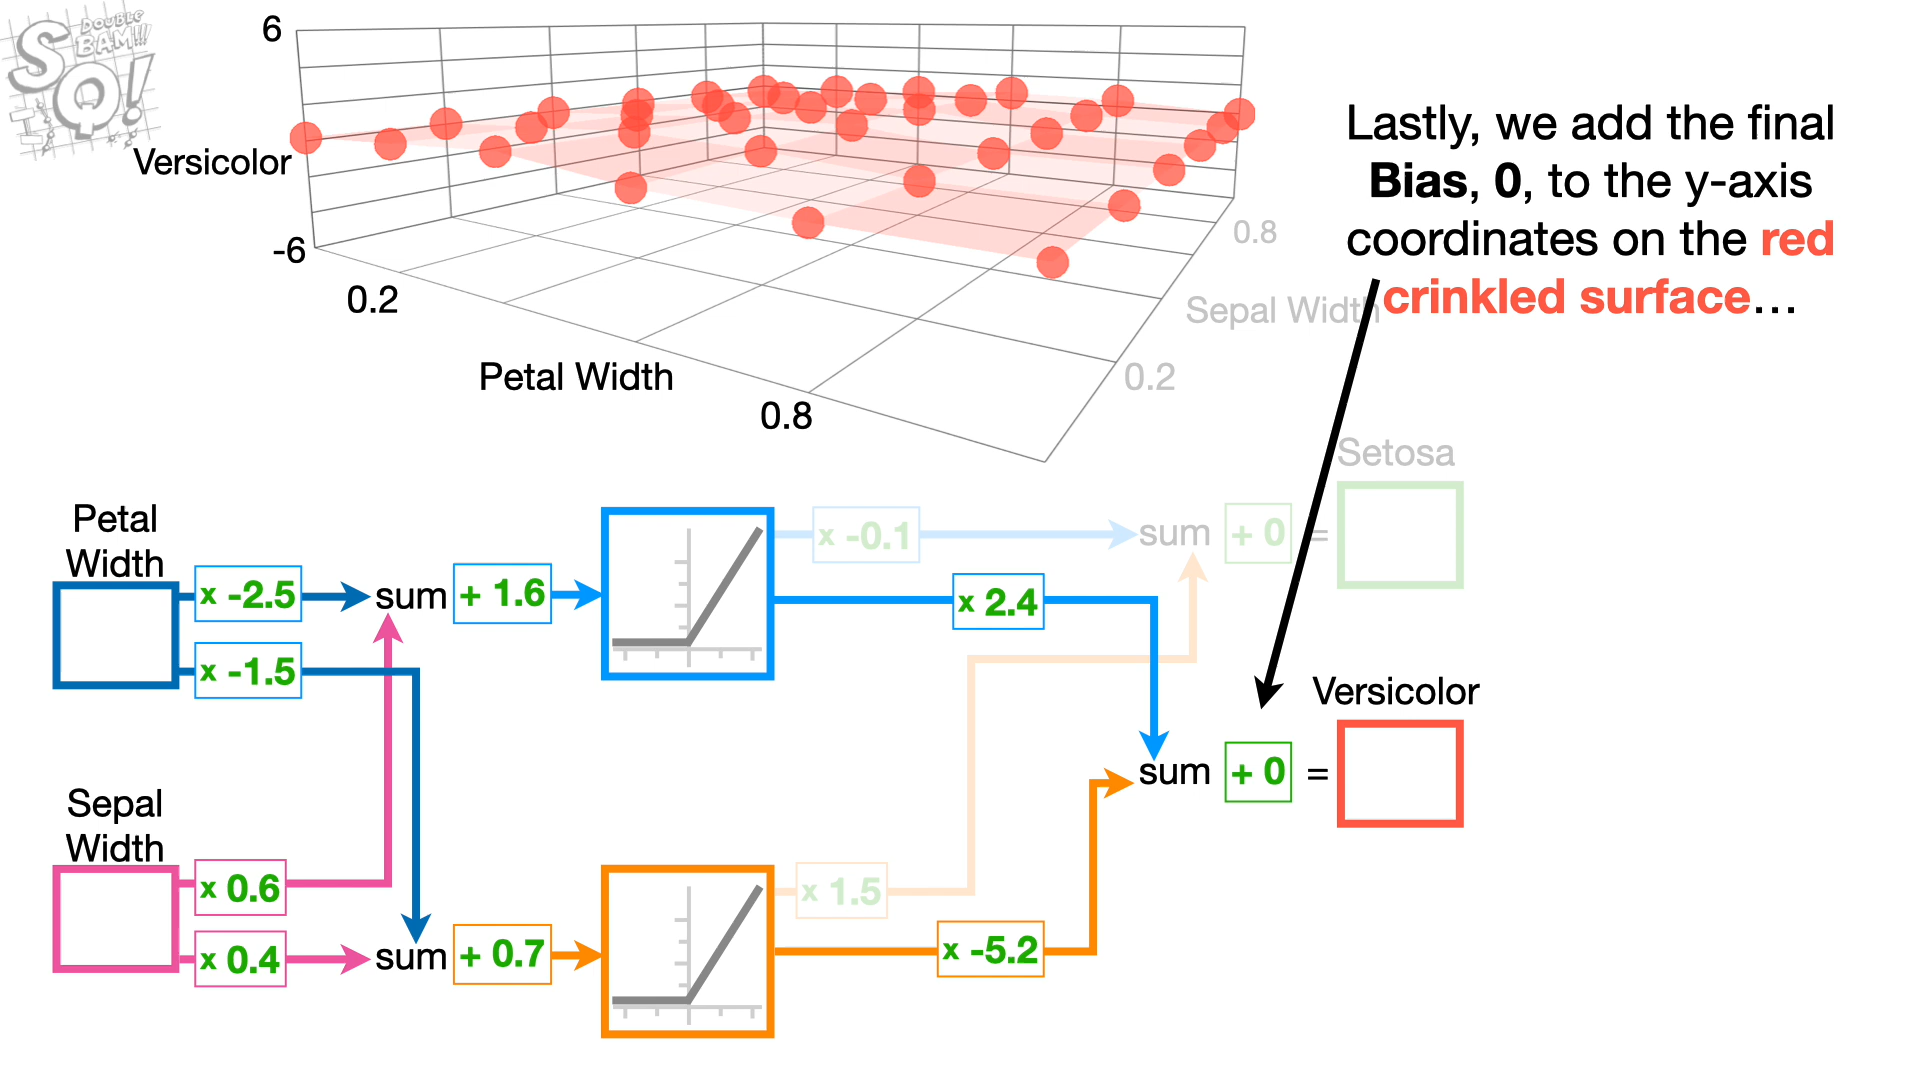 DOUBLE
BAM!!!
SQ!
6
Versicolor
-6
0.2
Petal Width
0.8
0.8
Sepal Width
0.2
Lastly, we add the final
Bias, 0, to the y-axis
coordinates on the red
crinkled surface...
Setosa
Petal
Width
x -2.5
sum
+ 1.6
x -1.5
x -0.1
sum
+ 0
=
x 2.4
Versicolor
sum
+ 0
=
Sepal
Width
x 0.6
x 0.4
sum
+ 0.7
x 1.5
x -5.2